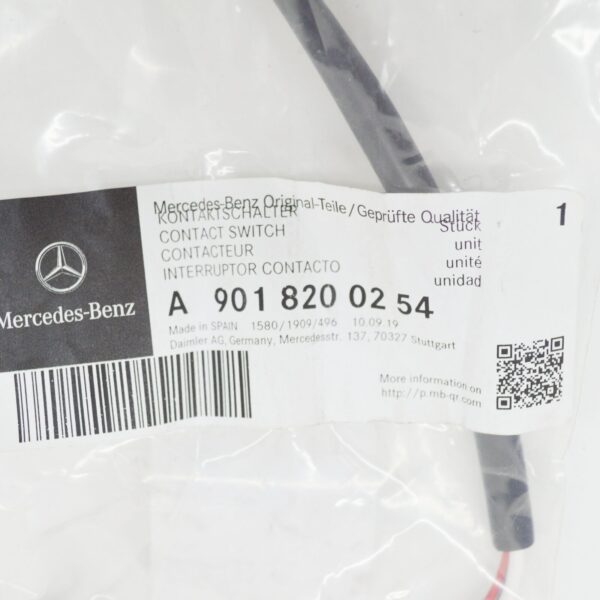 Mercedes-Benz Original-Teile/Geprüfte Qualität 1
KONTAKTSCHALTER Stück
CONTACT SWITCH unit
CONTACTEUR unité
INTERRUPTOR CONTACTO unidad
Mercedes-Benz
A 901 820 02 54
Made in SPAIN 1580/1909/496 10.09.19
Daimler AG, Germany, Mercedesstr. 137, 70327 Stuttgart
More information on
http://p.mb-qr.com